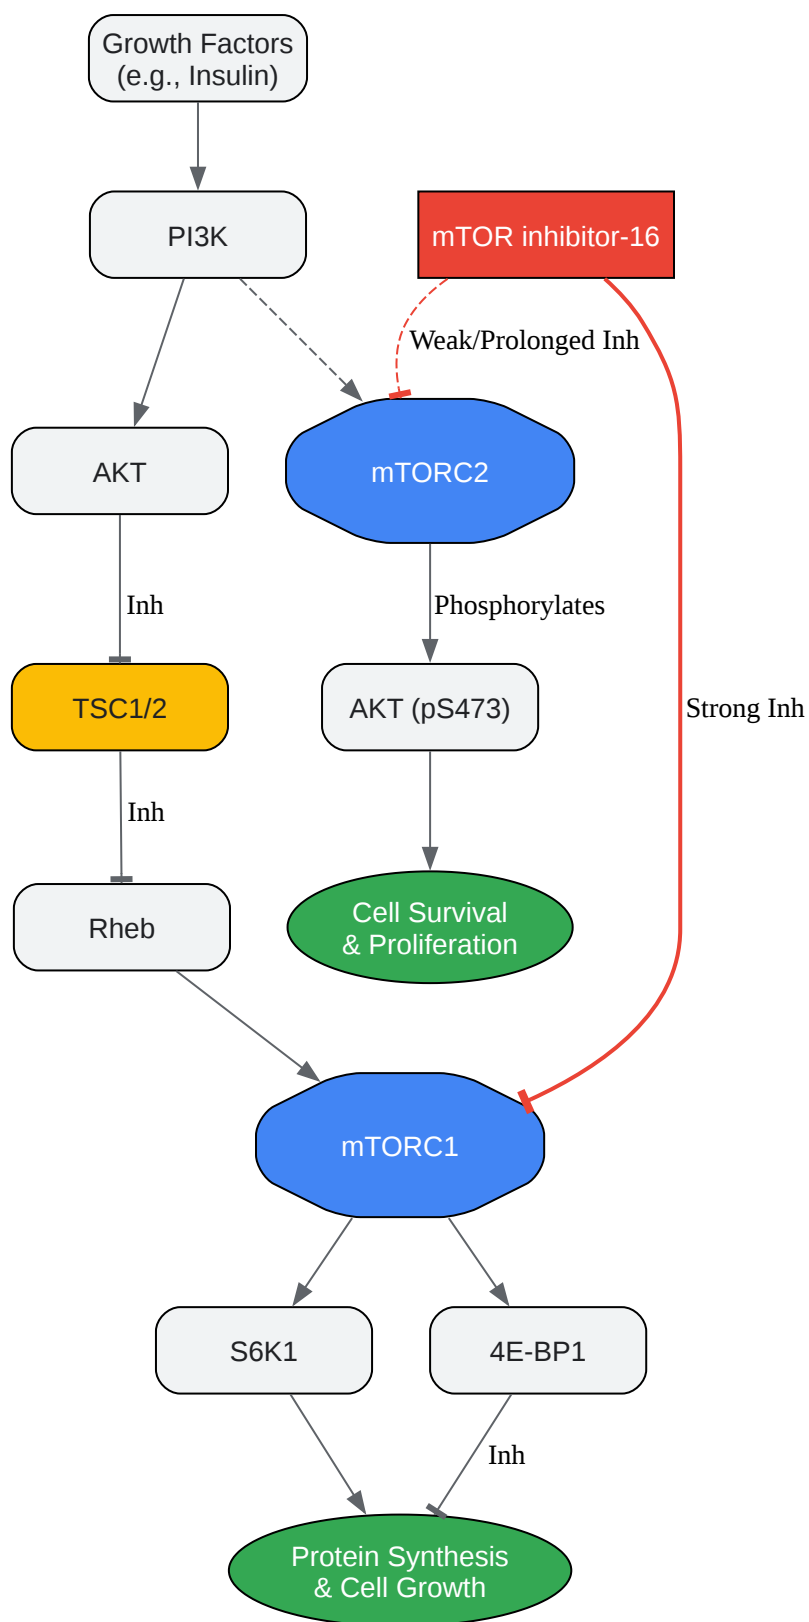 Growth Factors
(e.g., Insulin)
PI3K
mTOR inhibitor-16
Weak/Prolonged Inh
AKT
mTORC2
Inh
Phosphorylates
TSC1/2
AKT (pS473)
Strong Inh
Inh
Rheb
Cell Survival
& Proliferation
mTORC1
S6K1
4E-BP1
Inh
Protein Synthesis
& Cell Growth